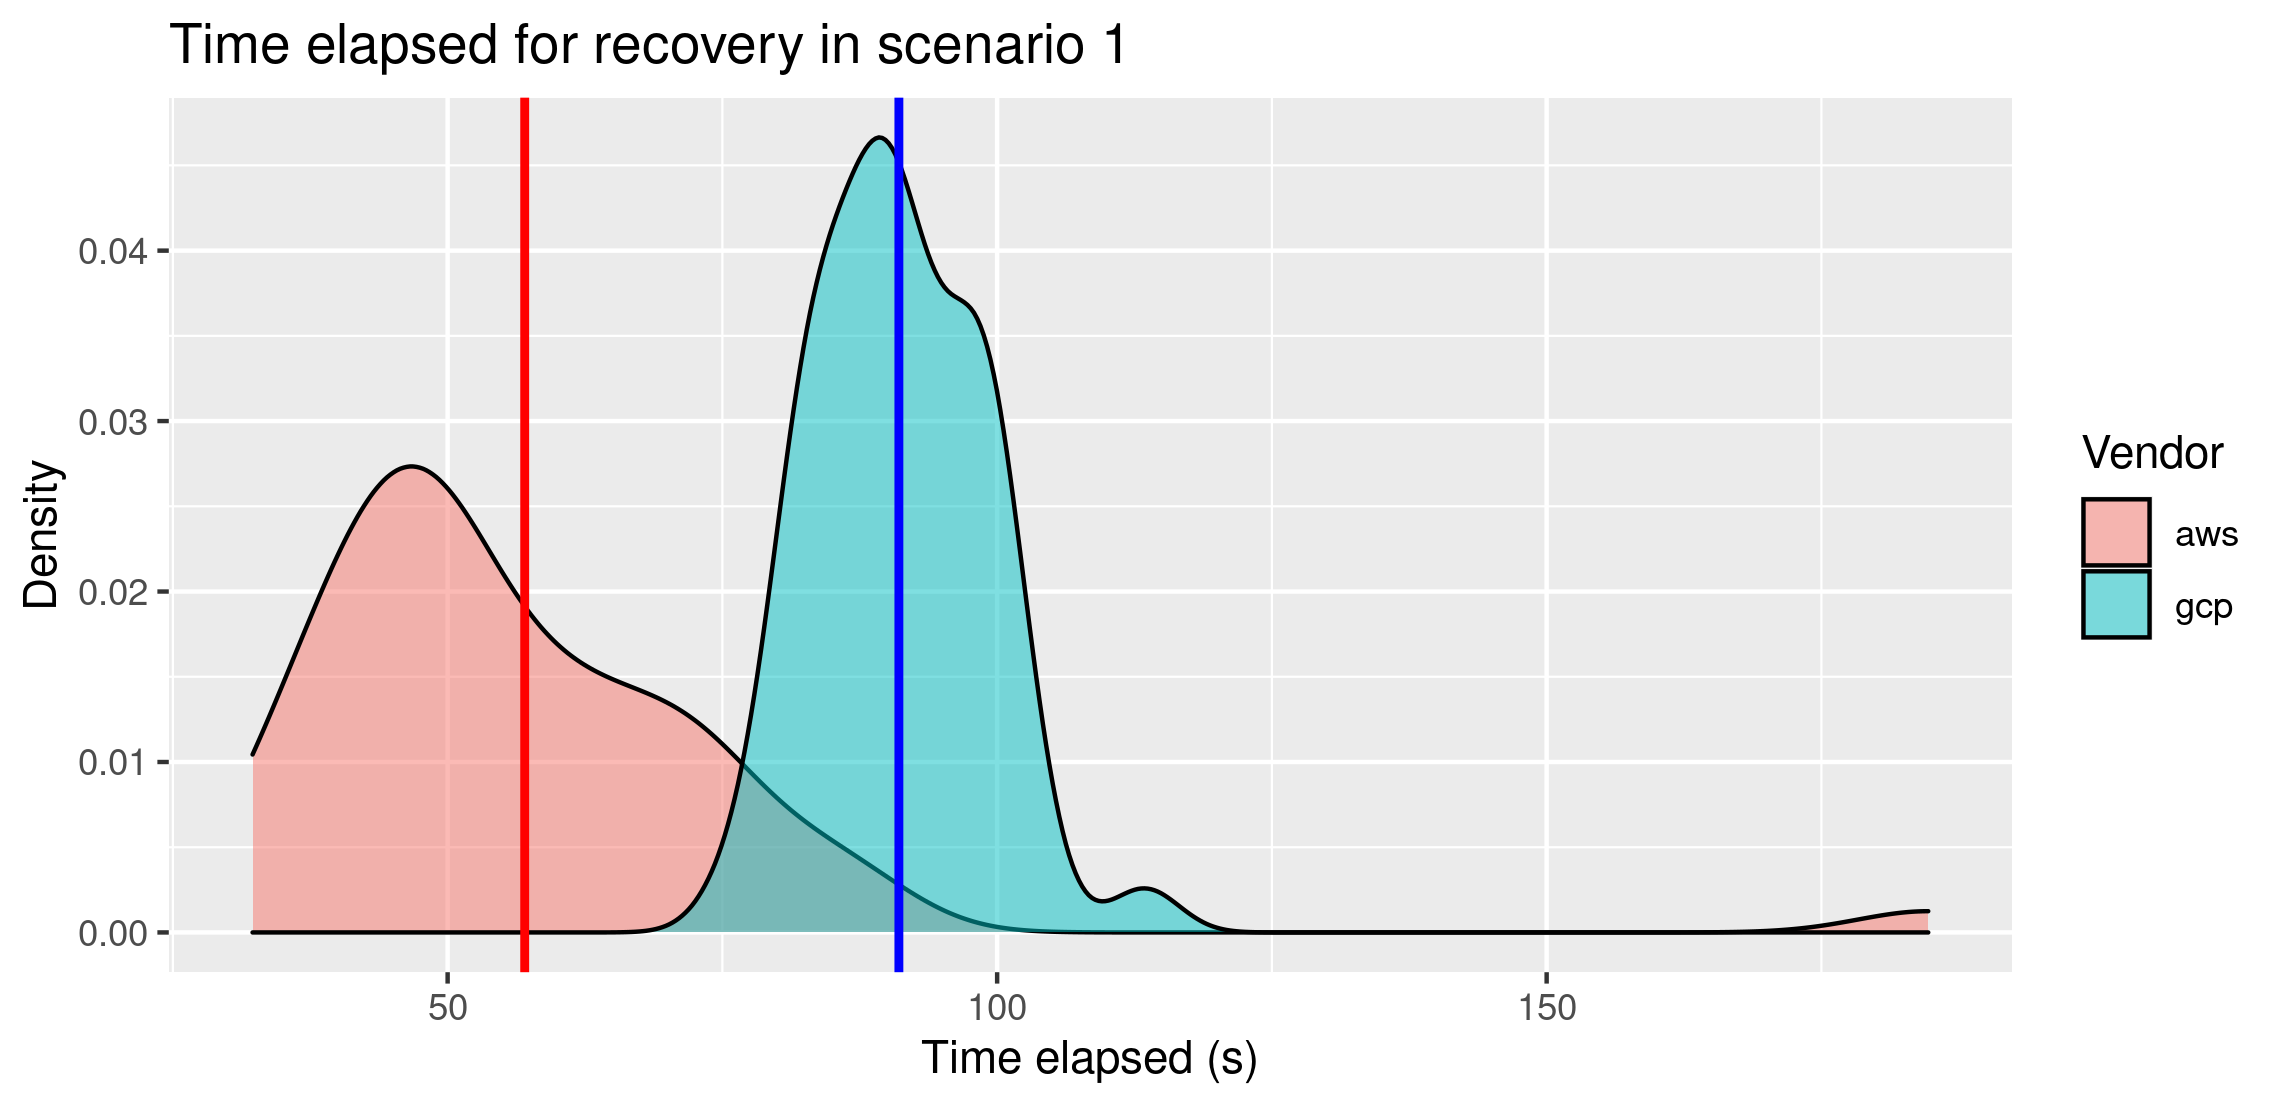 Time elapsed for recovery in scenario 1
Density
0.04
0.03
0.02
0.01
0.00
50
100
150
Time elapsed (s)
Vendor
aws
gcp